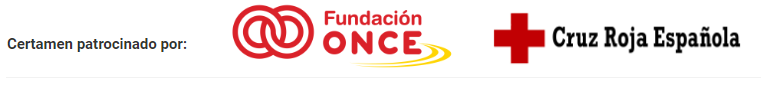 Certamen patrocinado por:
Fundación
ONCE
Cruz Roja Española